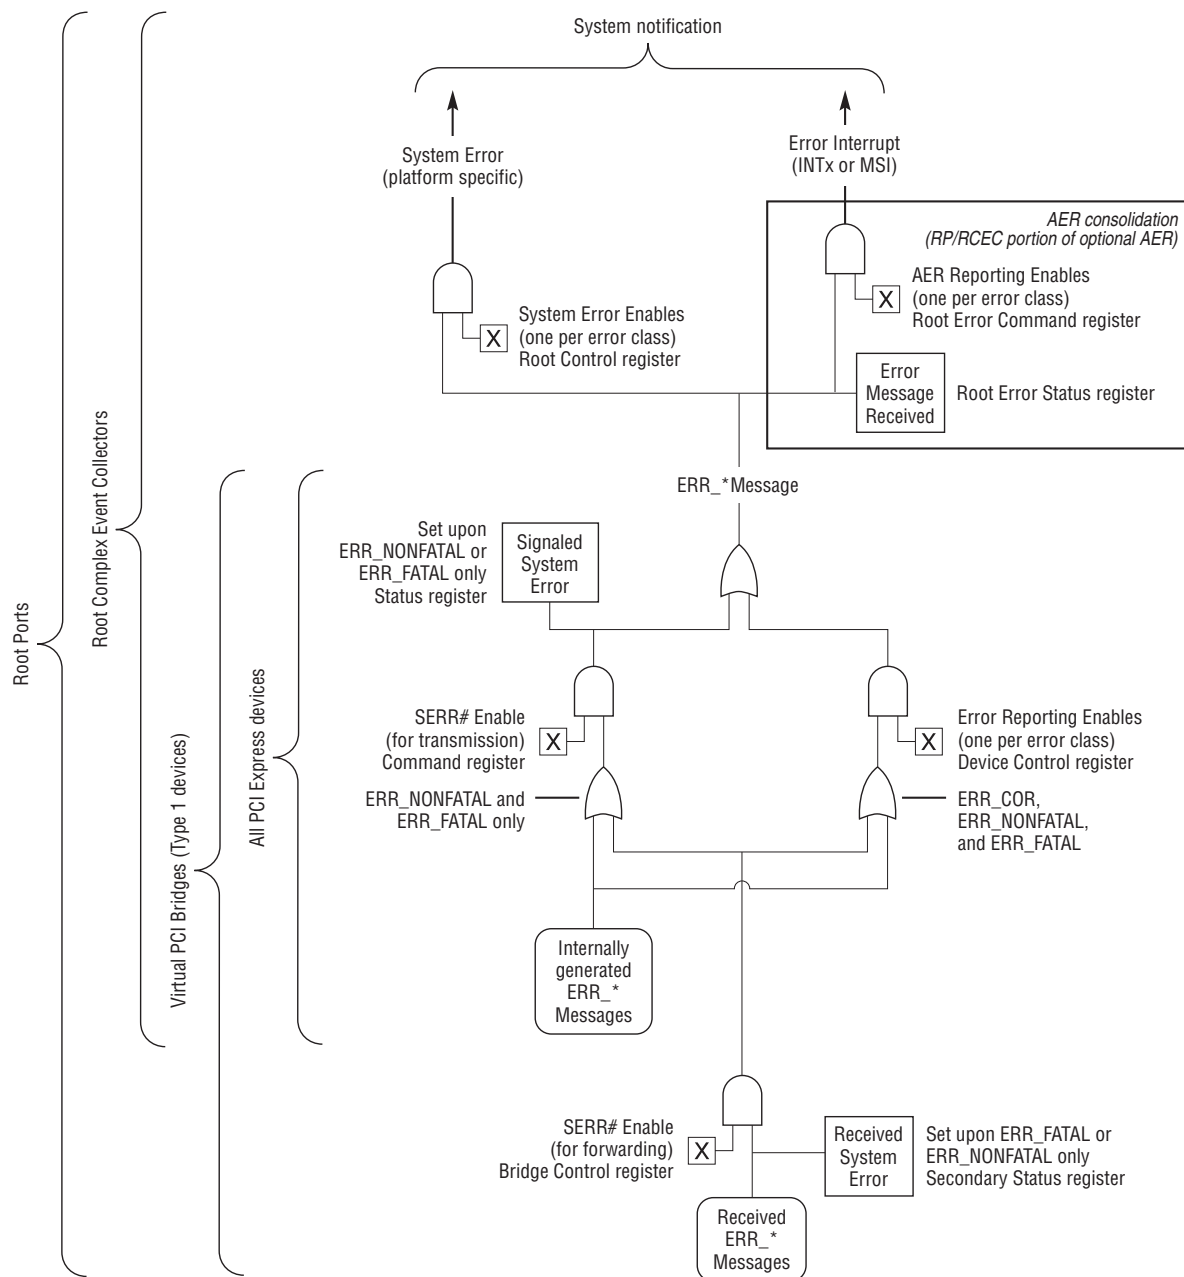 System notification
System Error
(platform specific)
Error Interrupt
(INTx or MSI)
AER consolidation
(RP/RCEC portion of optional AER)
X
AER Reporting Enables
(one per error class)
Root Error Command register
X
System Error Enables
(one per error class)
Root Control register
Error
Message
Received
Root Error Status register
ERR_*Message
Set upon
ERR_NONFATAL or
ERR_FATAL only
Status register
Signaled
System
Error
SERR# Enable
(for transmission)
Command register
X
X
Error Reporting Enables
(one per error class)
Device Control register
ERR_NONFATAL and
ERR_FATAL only
ERR_COR,
ERR_NONFATAL,
and ERR_FATAL
Internally
generated
ERR_*
Messages
SERR# Enable
(for forwarding)
Bridge Control register
X
Received
System
Error
Set upon ERR_FATAL or
ERR_NONFATAL only
Secondary Status register
Received
ERR_*
Messages
Root Ports
Root Complex Event Collectors
Virtual PCI Bridges (Type 1 devices)
All PCI Express devices